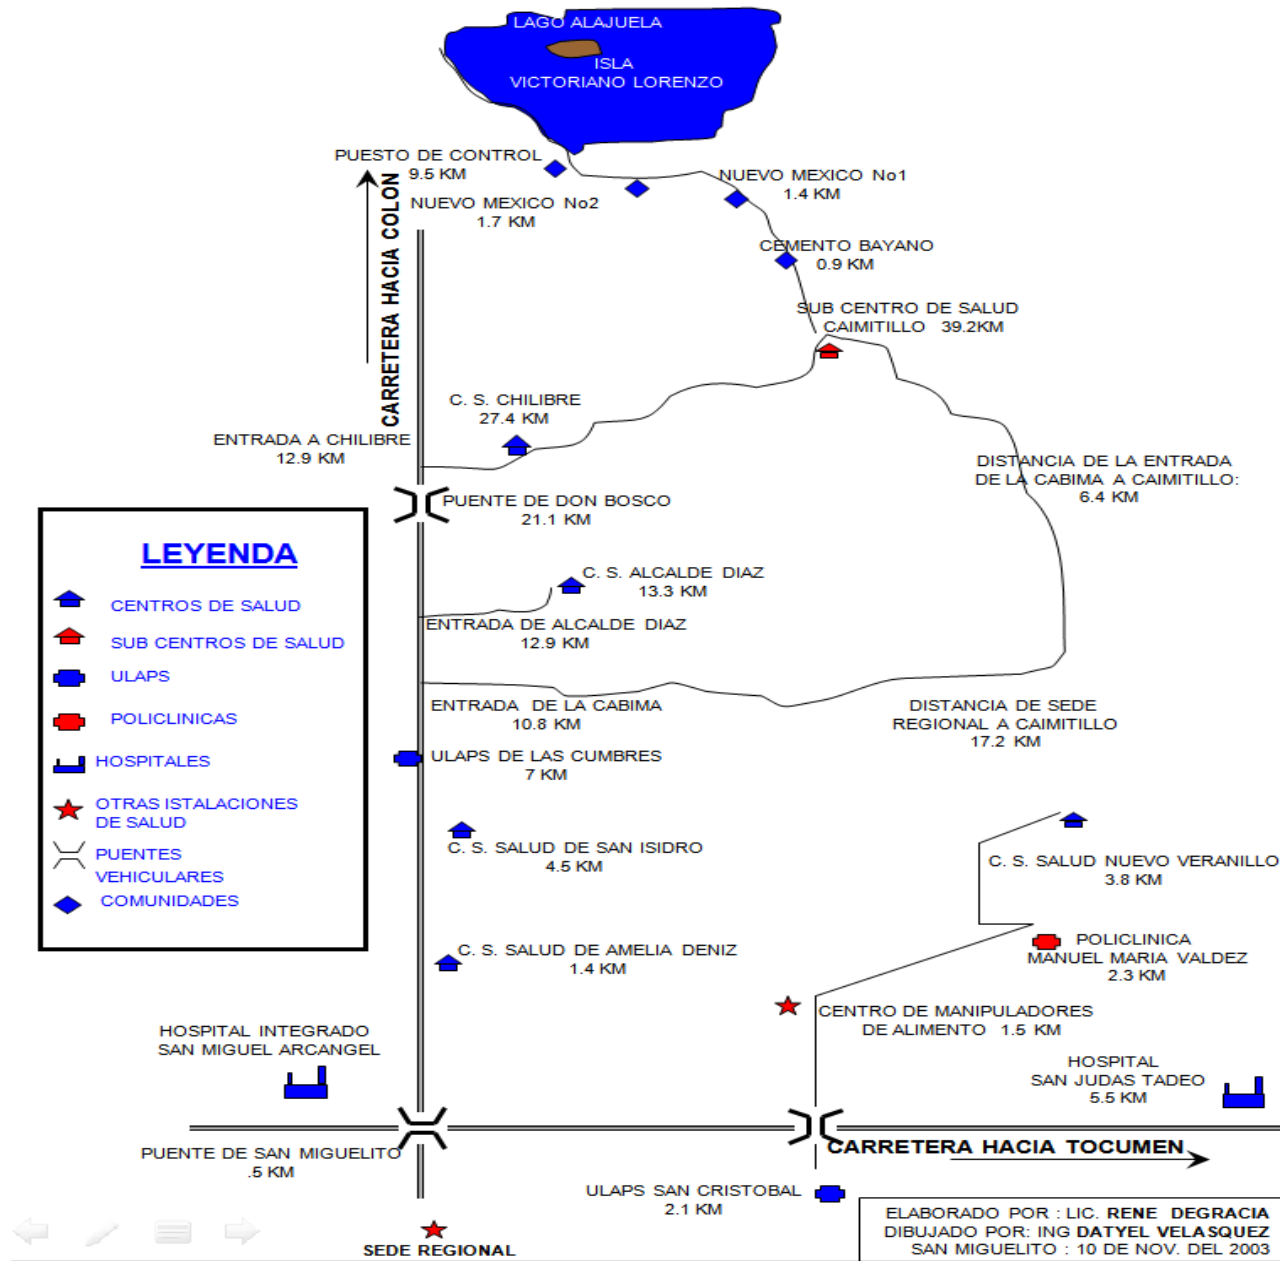 LAGO ALAJUELA
ISLA
VICTORIANO LORENZO
PUESTO DE CONTROL
9.5 KM
NUEVO MEXICO No1
1.4 KM
NUEVO MEXICO No2
1.7 KM
CARRETERA HACIA COLON
CEMENTO BAYANO
0.9 KM
SUB CENTRO DE SALUD
CAIMITILLO 39.2KM
C. S. CHILIBRE
27.4 KM
ENTRADA A CHILIBRE
12.9 KM
DISTANCIA DE LA ENTRADA
DE LA CABIMA A CAIMITILLO:
6.4 KM
PUENTE DE DON BOSCO
21.1 KM
LEYENDA
CENTROS DE SALUD
SUB CENTROS DE SALUD
ULAPS
POLICLINICAS
HOSPITALES
OTRAS ISTALACIONES
DE SALUD
PUENTES
VEHICULARES
COMUNIDADES
C. S. ALCALDE DIAZ
13.3 KM
ENTRADA DE ALCALDE DIAZ
12.9 KM
ENTRADA DE LA CABIMA
10.8 KM
DISTANCIA DE SEDE
REGIONAL A CAIMITILLO
17.2 KM
ULAPS DE LAS CUMBRES
7 KM
C. S. SALUD DE SAN ISIDRO
4.5 KM
C. S. SALUD NUEVO VERANILLO
3.8 KM
C. S. SALUD DE AMELIA DENIZ
1.4 KM
POLICLINICA
MANUEL MARIA VALDEZ
2.3 KM
CENTRO DE MANIPULADORES
DE ALIMENTO 1.5 KM
HOSPITAL INTEGRADO
SAN MIGUEL ARCANGEL
HOSPITAL
SAN JUDAS TADEO
5.5 KM
PUENTE DE SAN MIGUELITO
.5 KM
CARRETERA HACIA TOCUMEN
ULAPS SAN CRISTOBAL
2.1 KM
SEDE REGIONAL
ELABORADO POR : LIC. RENE DEGRACIA
DIBUJADO POR: ING DATYEL VELASQUEZ
SAN MIGUELITO : 10 DE NOV. DEL 2003